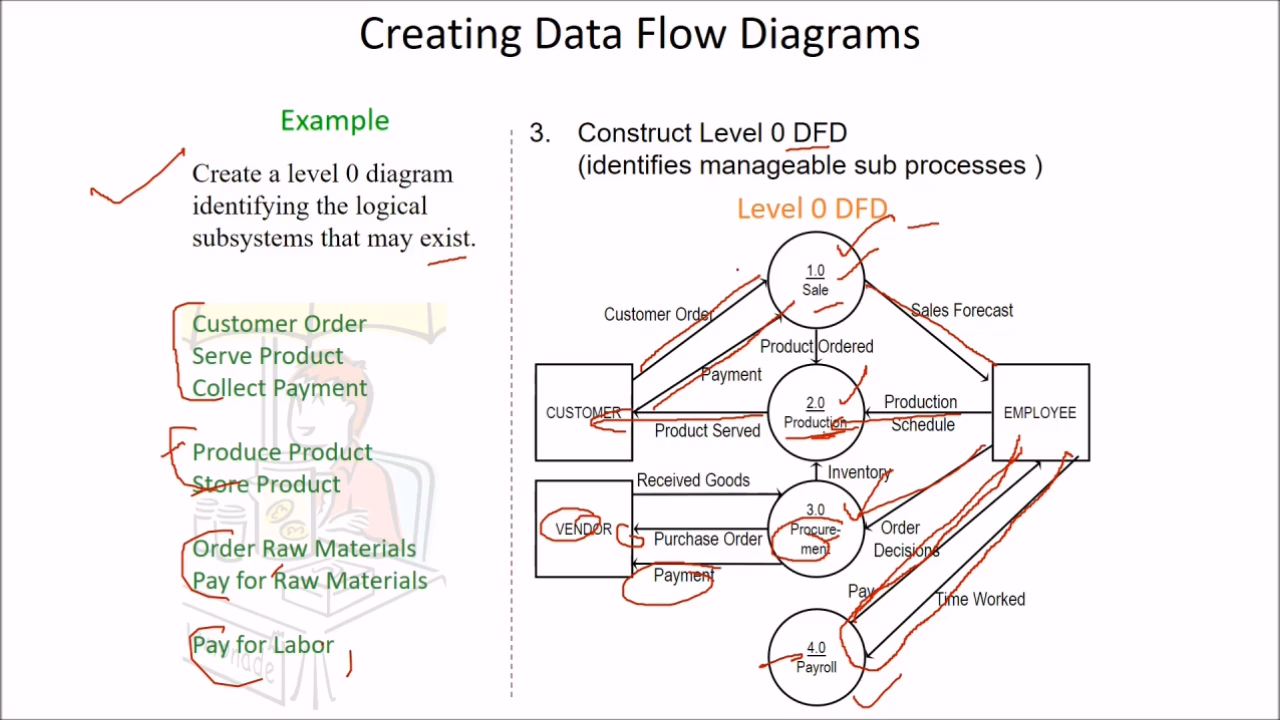 Creating Data Flow Diagrams
Example
Create a level 0 diagram
identifying the logical
subsystems that may exist.
Customer Order
Serve Product
Collect Payment
Produce Product
Store Product
Order Raw Materials
Pay for Raw Materials
Pay for Labor
3. Construct Level 0 DFD
(identifies manageable sub processes )
Level 0 DFD
1.0
Sale
Customer Order
Sales Forecast
Product Ordered
Payment
CUSTOMER
2.0
Production
Production
Schedule
EMPLOYEE
Product Served
Received Goods
Inventory
VENDOR
3.0
Procure-
ment
Purchase Order
Order
Decisions
Payment
Pay
Time Worked
4.0
Payroll